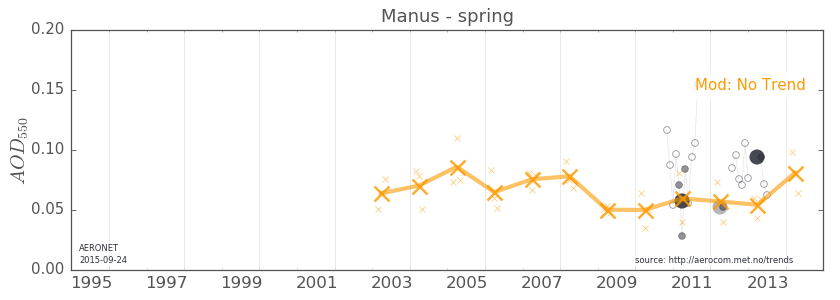 Manus - spring
0.20
0.15
0.10
0.05
0.00
AOD550
Mod: No Trend
AERONET
2015-09-24
source: http://aerocom.met.no/trends
1995 1997 1999 2001 2003 2005 2007 2009 2011 2013